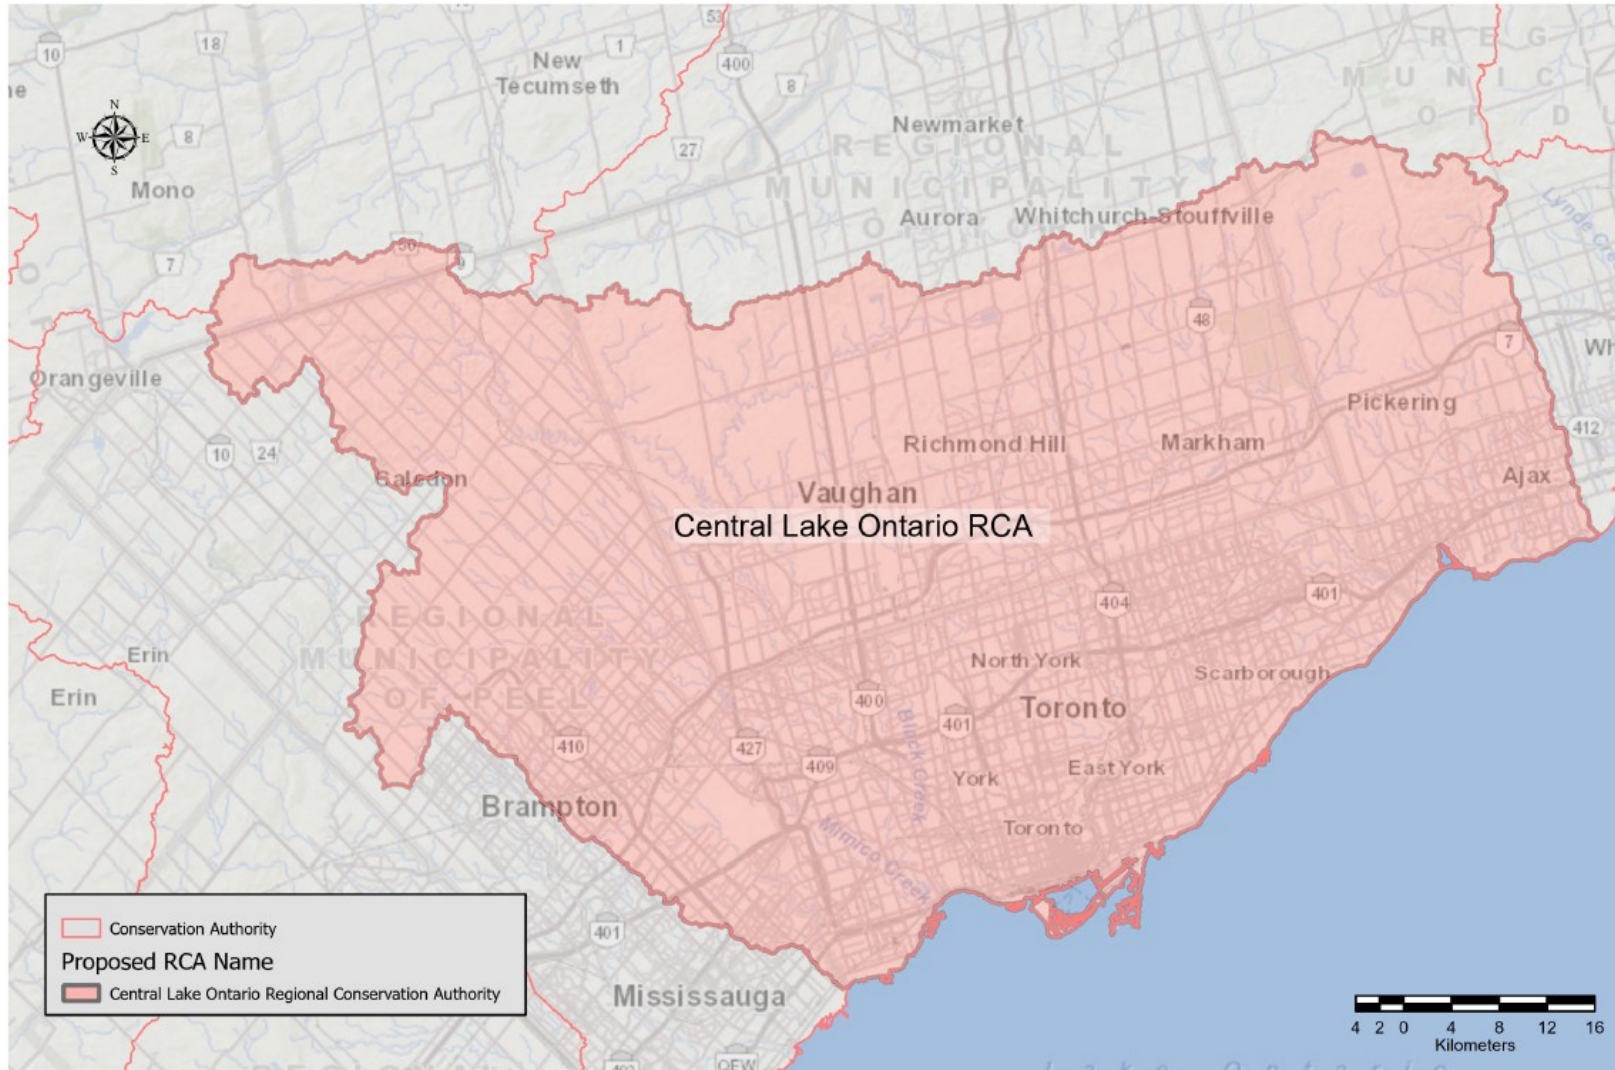 10
18
New
Tecumseth
1
53
400
8
R E G I
M U N I C I
O F D U
N
W E
S
8
Mono
27
Newmarket
R E G I O N A L
M U N I C I P A L I T Y
Aurora
Whitchurch-Stouffville
7
9
Orangeville
48
7
Wh
Pickering
412
10
24
Caledon
Richmond Hill
Markham
Ajax
Vaughan
Central Lake Ontario RCA
REGIONAL
MUNICIPALITY
OF PEEL
404
401
Erin
Erin
North York
Scarborough
400
401
Toronto
Black Creek
410
427
409
York
East York
Brampton
Toronto
Mimico Creek
401
Mississauga
QEW
Conservation Authority
Proposed RCA Name
Central Lake Ontario Regional Conservation Authority
4 2 0 4 8 12 16
Kilometers
L a k e O n t a r i o